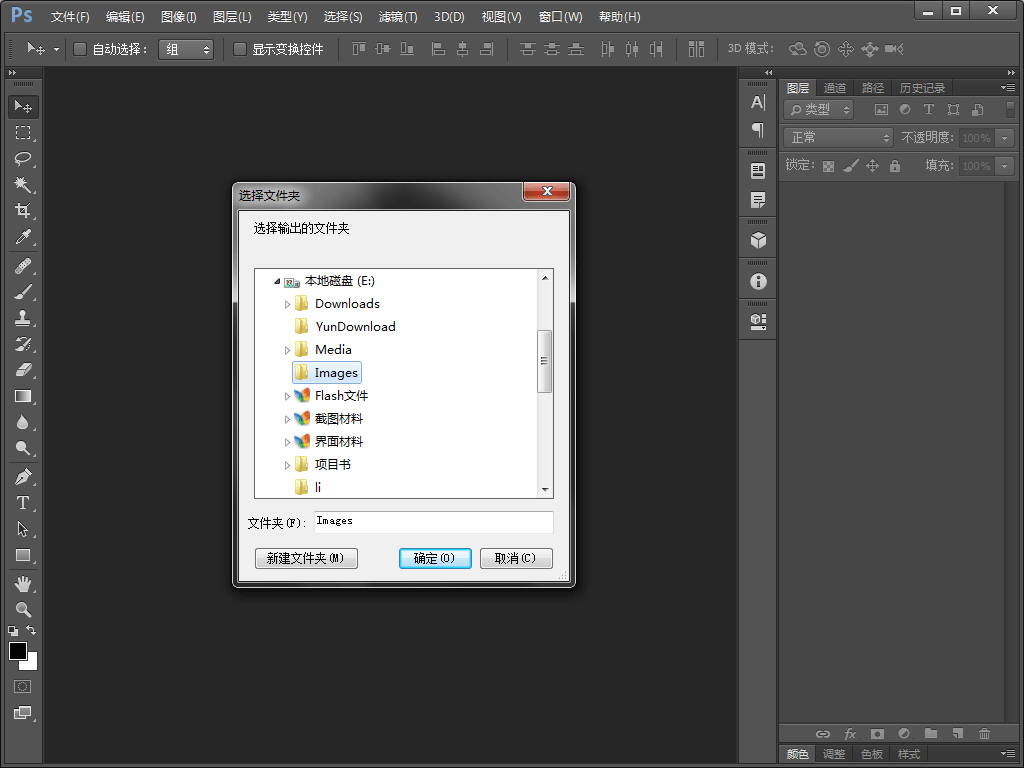 Ps 文件(F) 编辑(E) 图像(I) 图层(L) 类型(Y) 选择(S) 滤镜(T) 3D(D) 视图(V) 窗口(W) 帮助(H)
自动选择： 组 显示变换控件 3D 模式：
图层 通道 路径 历史记录
类型
正常 不透明度: 100%
锁定: 填充: 100%
选择文件夹
选择输出的文件夹
本地磁盘 (E:)
Downloads
YunDownload
Media
Images
Flash文件
截图材料
界面材料
项目书
li
文件夹(F): Images
新建文件夹(M) 确定(O) 取消(C)
fx
颜色 调整 色板 样式